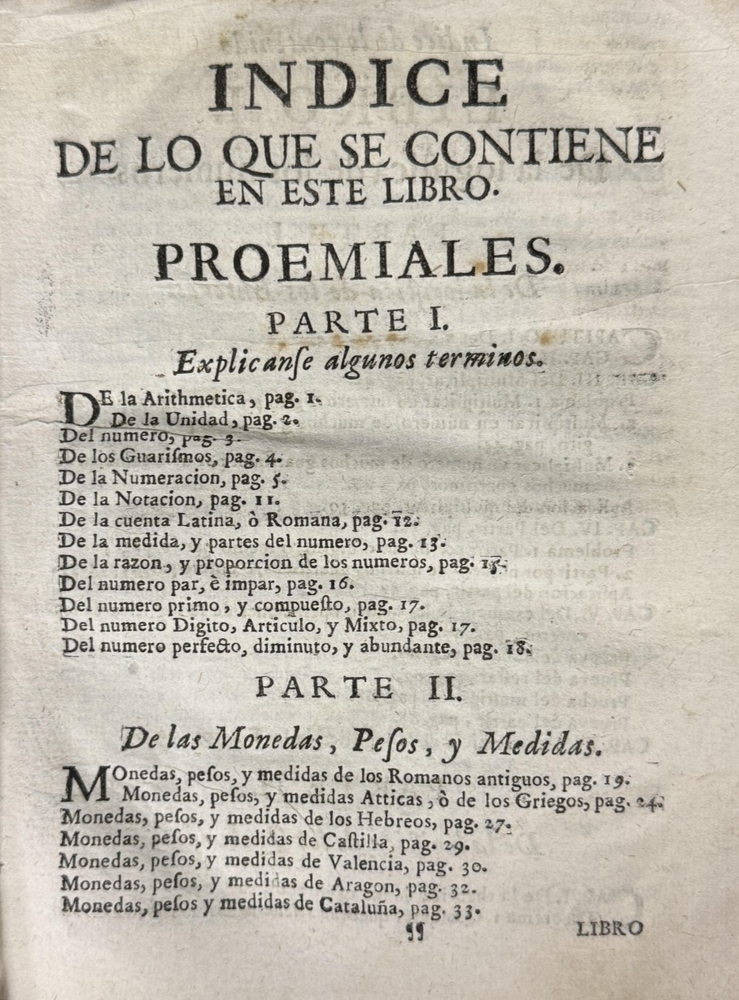 INDICE
DE LO QUE SE CONTIENE
EN ESTE LIBRO.
PROEMIALES.
PARTE I.
Explicanſe algunos terminos.
DE la Arithmetica, pag. 1.
De la Unidad, pag. 2.
Del numero, pag. 3.
De los Guariſmos, pag. 4.
De la Numeracion, pag. 5.
De la Notacion, pag. 11.
De la cuenta Latina, ò Romana, pag. 12.
De la medida, y partes del numero, pag. 13.
De la razon, y proporcion de los numeros, pag. 15.
Del numero par, è impar, pag. 16.
Del numero primo, y compueſto, pag. 17.
Del numero Digito, Articulo, y Mixto, pag. 17.
Del numero perfecto, diminuto, y abundante, pag. 18.
PARTE II.
De las Monedas, Peſos, y Medidas.
MOnedas, peſos, y medidas de los Romanos antiguos, pag. 19.
Monedas, peſos, y medidas Atticas, ò de los Griegos, pag. 24.
Monedas, peſos, y medidas de los Hebreos, pag. 27.
Monedas, peſos, y medidas de Caſtilla, pag. 29.
Monedas, peſos, y medidas de Valencia, pag. 30.
Monedas, peſos, y medidas de Aragon, pag. 32.
Monedas, peſos y medidas de Cataluña, pag. 33.
¶¶ LIBRO